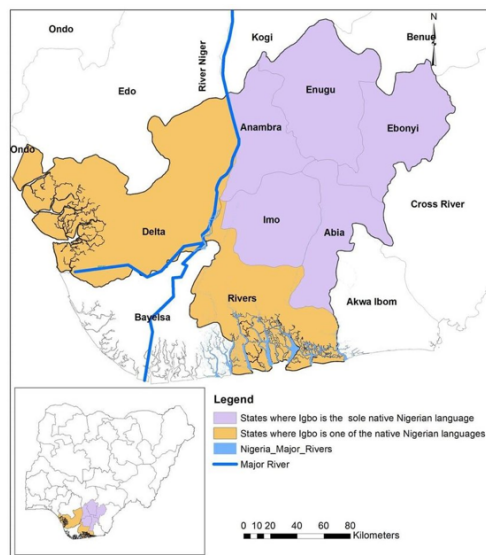 Ondo
Kogi
Benue
N
River Niger
Edo
Enugu
Anambra
Ebonyi
Ondo
Cross River
Delta
Imo
Abia
Rivers
Akwa Ibom
Bayelsa
Legend
States where Igbo is the sole native Nigerian language
States where Igbo is one of the native Nigerian languages
Nigeria_Major_Rivers
Major River
0 10 20 40 60 80
Kilometers